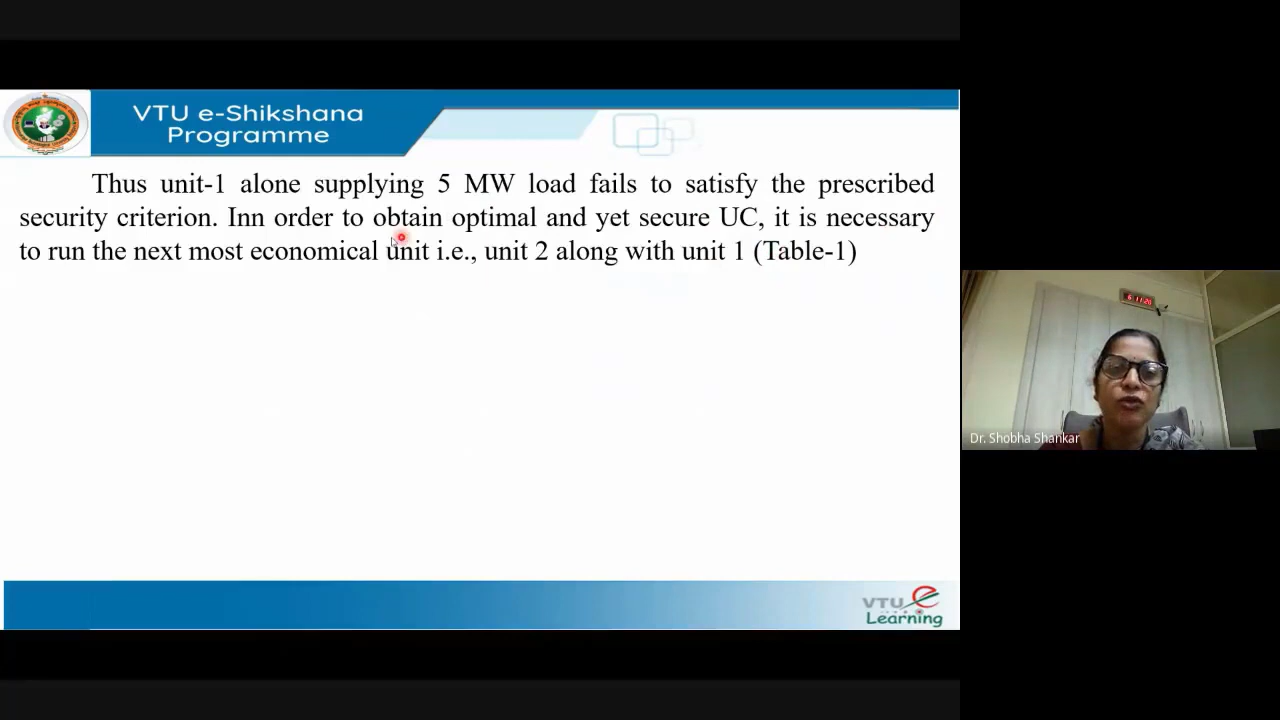 VTU e-Shikshana
Programme
Thus unit-1 alone supplying 5 MW load fails to satisfy the prescribed
security criterion. Inn order to obtain optimal and yet secure UC, it is necessary
to run the next most economical unit i.e., unit 2 along with unit 1 (Table-1)
Dr. Shobha Shankar
VTU e
Learning